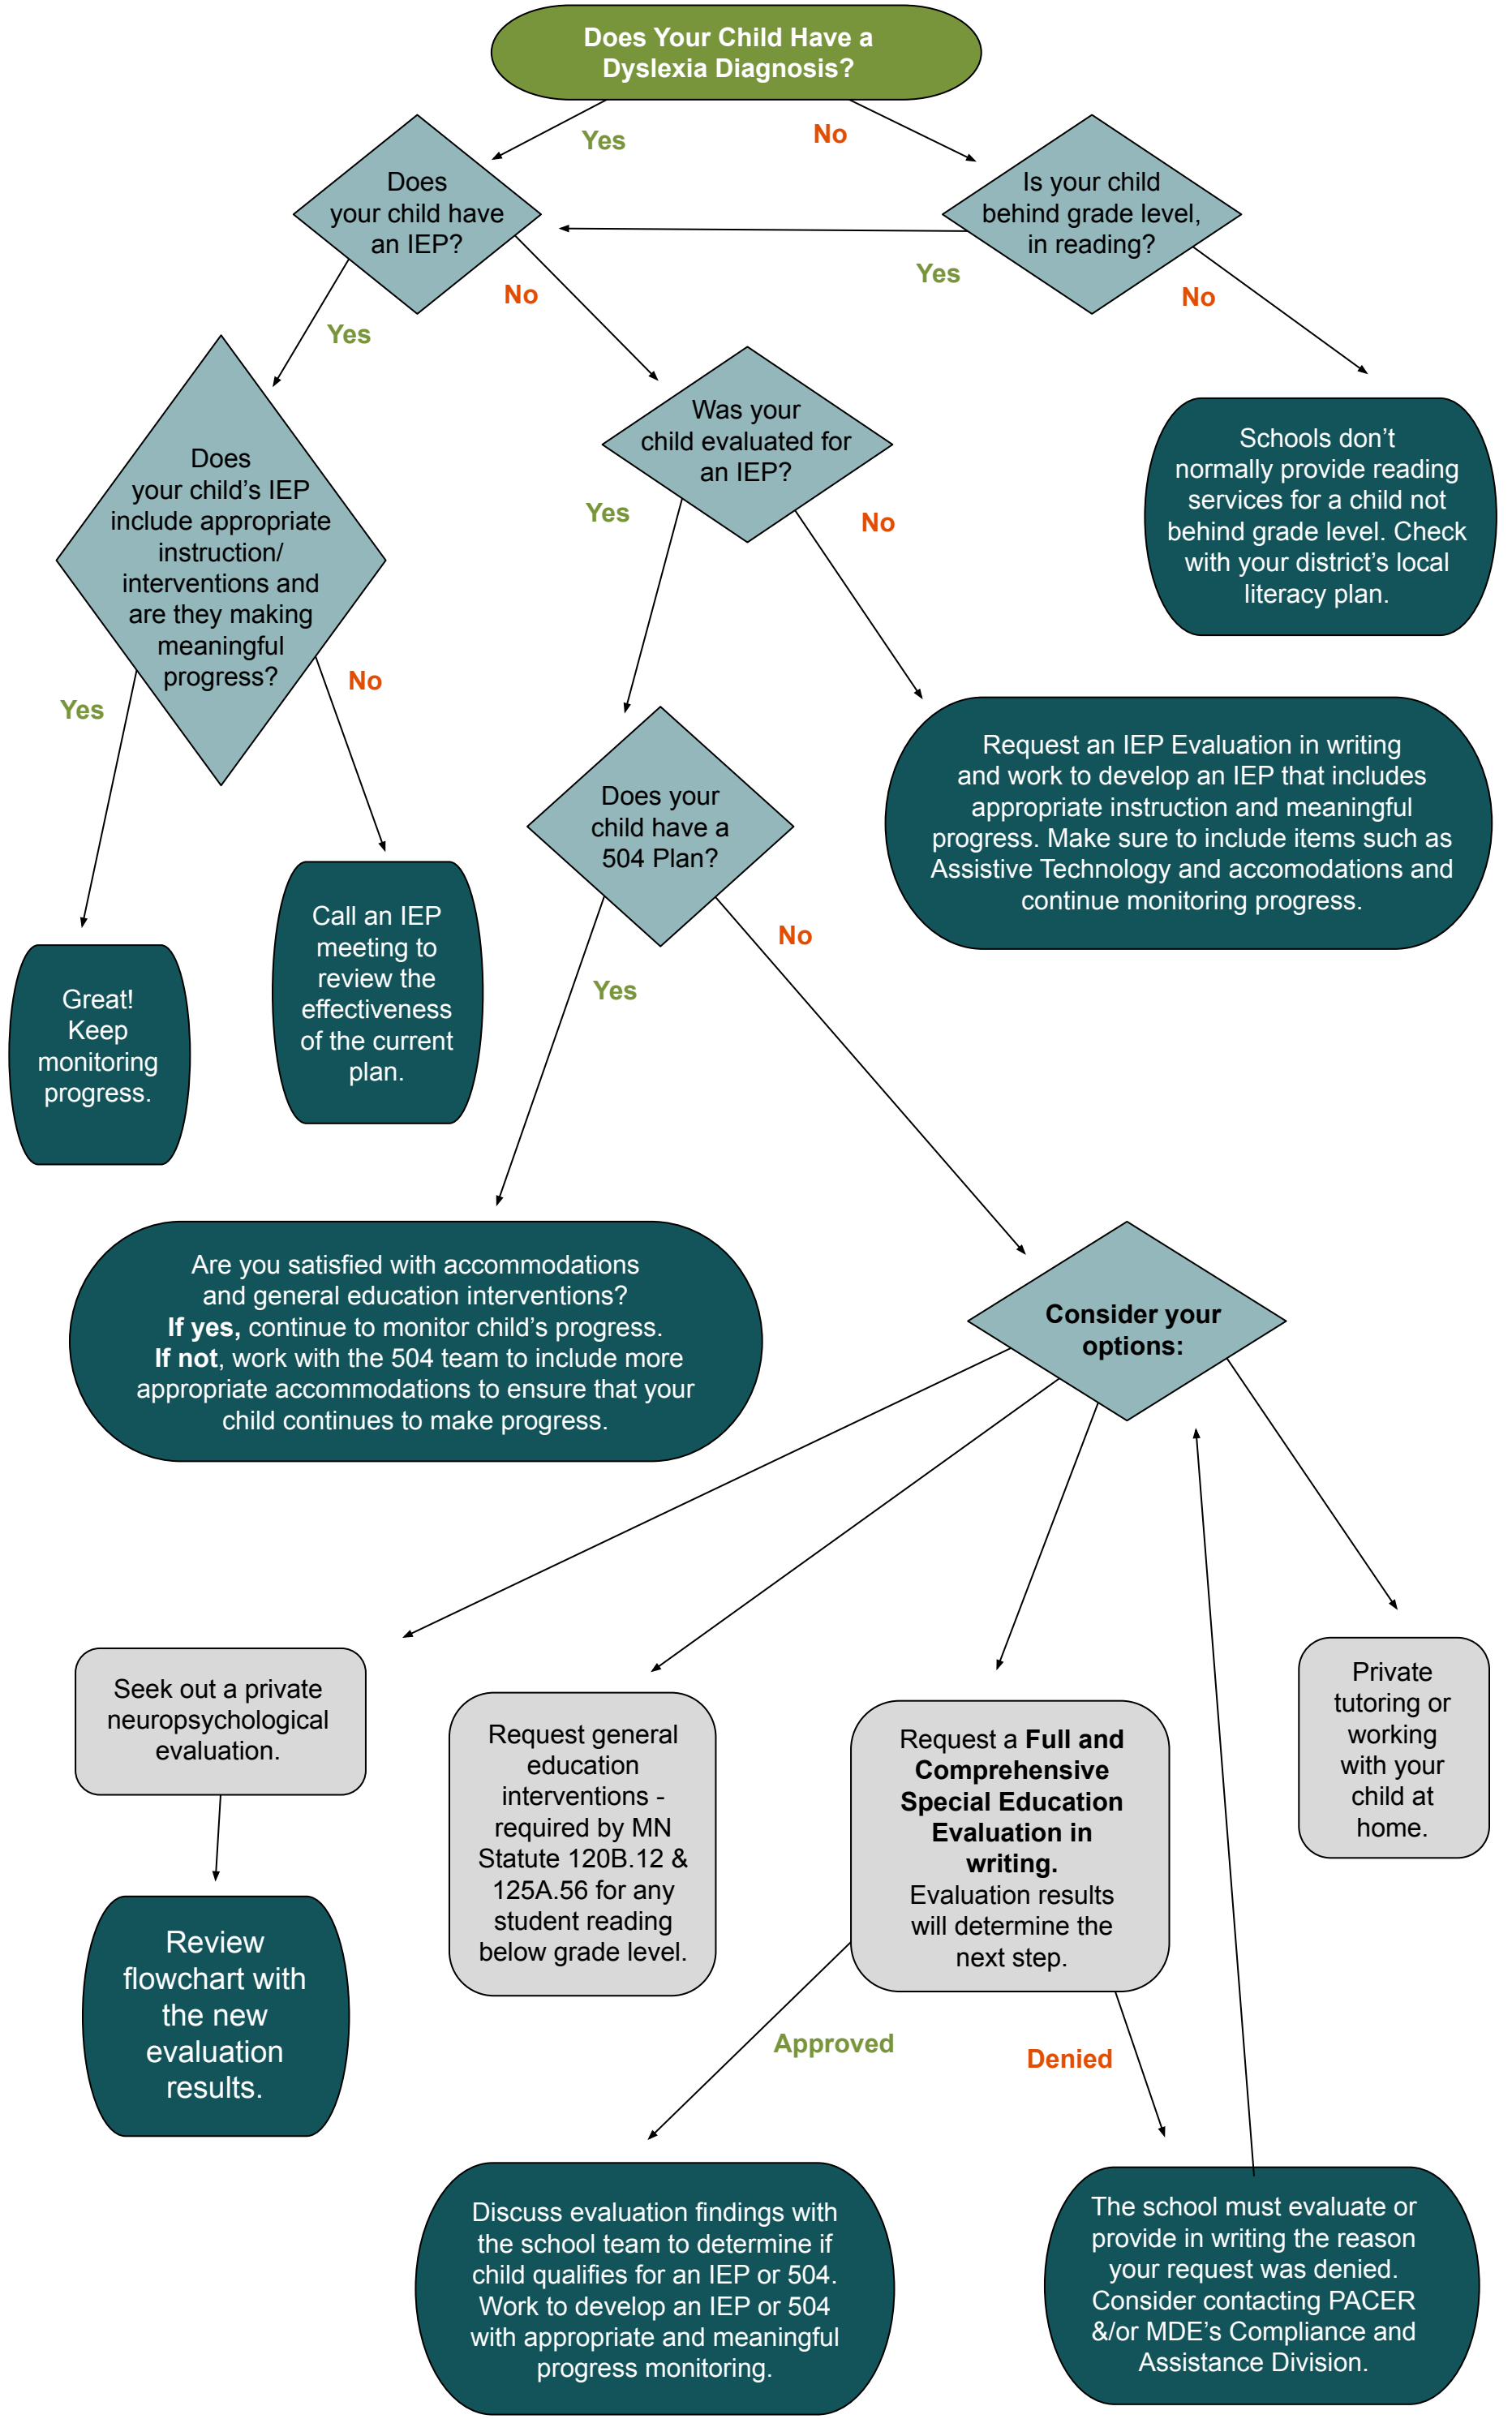 Does Your Child Have a
Dyslexia Diagnosis?
Yes
No
Does
your child have
an IEP?
Is your child
behind grade level,
in reading?
Yes
No
Yes
No
Was your
child evaluated for
an IEP?
Schools don’t
normally provide reading
services for a child not
behind grade level. Check
with your district’s local
literacy plan.
Does
your child’s IEP
include appropriate
instruction/
interventions and
are they making
meaningful
progress?
Yes
No
Yes
No
Request an IEP Evaluation in writing
and work to develop an IEP that includes
appropriate instruction and meaningful
progress. Make sure to include items such as
Assistive Technology and accomodations and
continue monitoring progress.
Does your
child have a
504 Plan?
Great!
Keep
monitoring
progress.
Call an IEP
meeting to
review the
effectiveness
of the current
plan.
Yes
No
Are you satisfied with accommodations
and general education interventions?
If yes, continue to monitor child’s progress.
If not, work with the 504 team to include more
appropriate accommodations to ensure that your
child continues to make progress.
Consider your
options:
Seek out a private
neuropsychological
evaluation.
Request general
education
interventions -
required by MN
Statute 120B.12 &
125A.56 for any
student reading
below grade level.
Request a Full and
Comprehensive
Special Education
Evaluation in
writing.
Evaluation results
will determine the
next step.
Private
tutoring or
working
with your
child at
home.
Review
flowchart with
the new
evaluation
results.
Approved
Denied
Discuss evaluation findings with
the school team to determine if
child qualifies for an IEP or 504.
Work to develop an IEP or 504
with appropriate and meaningful
progress monitoring.
The school must evaluate or
provide in writing the reason
your request was denied.
Consider contacting PACER
&/or MDE’s Compliance and
Assistance Division.